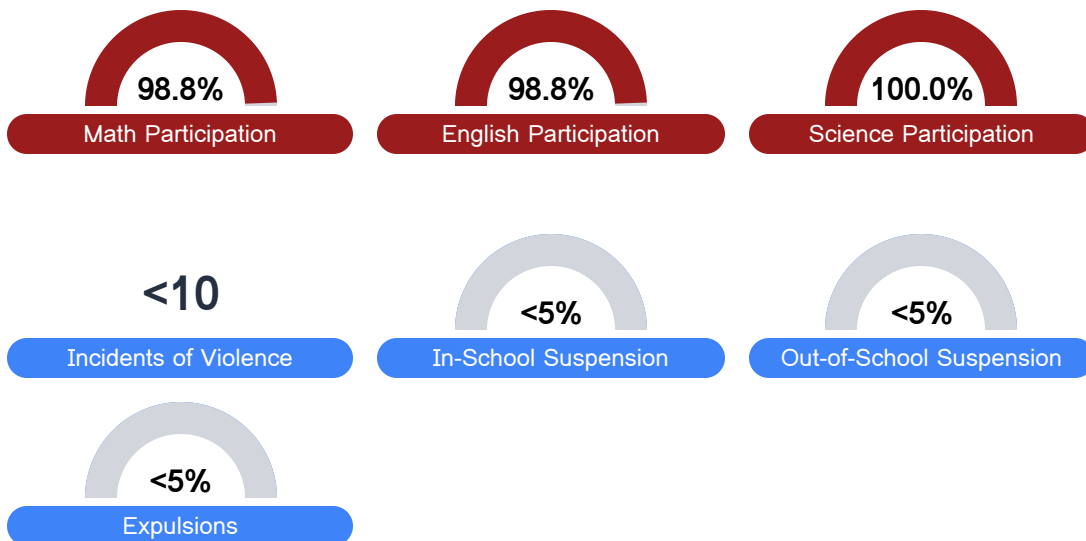 98.8%
Math Participation
98.8%
English Participation
100.0%
Science Participation
<10
Incidents of Violence
<5%
In-School Suspension
<5%
Out-of-School Suspension
<5%
Expulsions